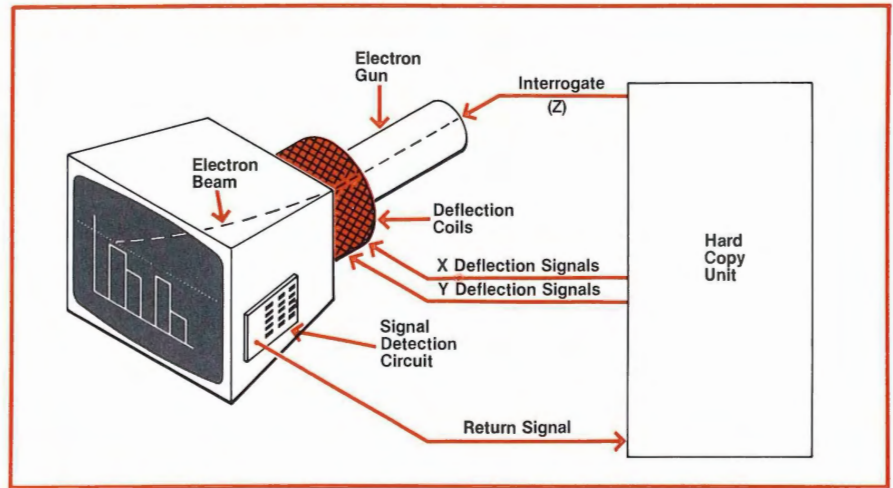 Electron
Gun
Interrogate
(Z)
Electron
Beam
Deflection
Coils
Hard
Copy
Unit
X Deflection Signals
Y Deflection Signals
Signal
Detection
Circuit
Return Signal